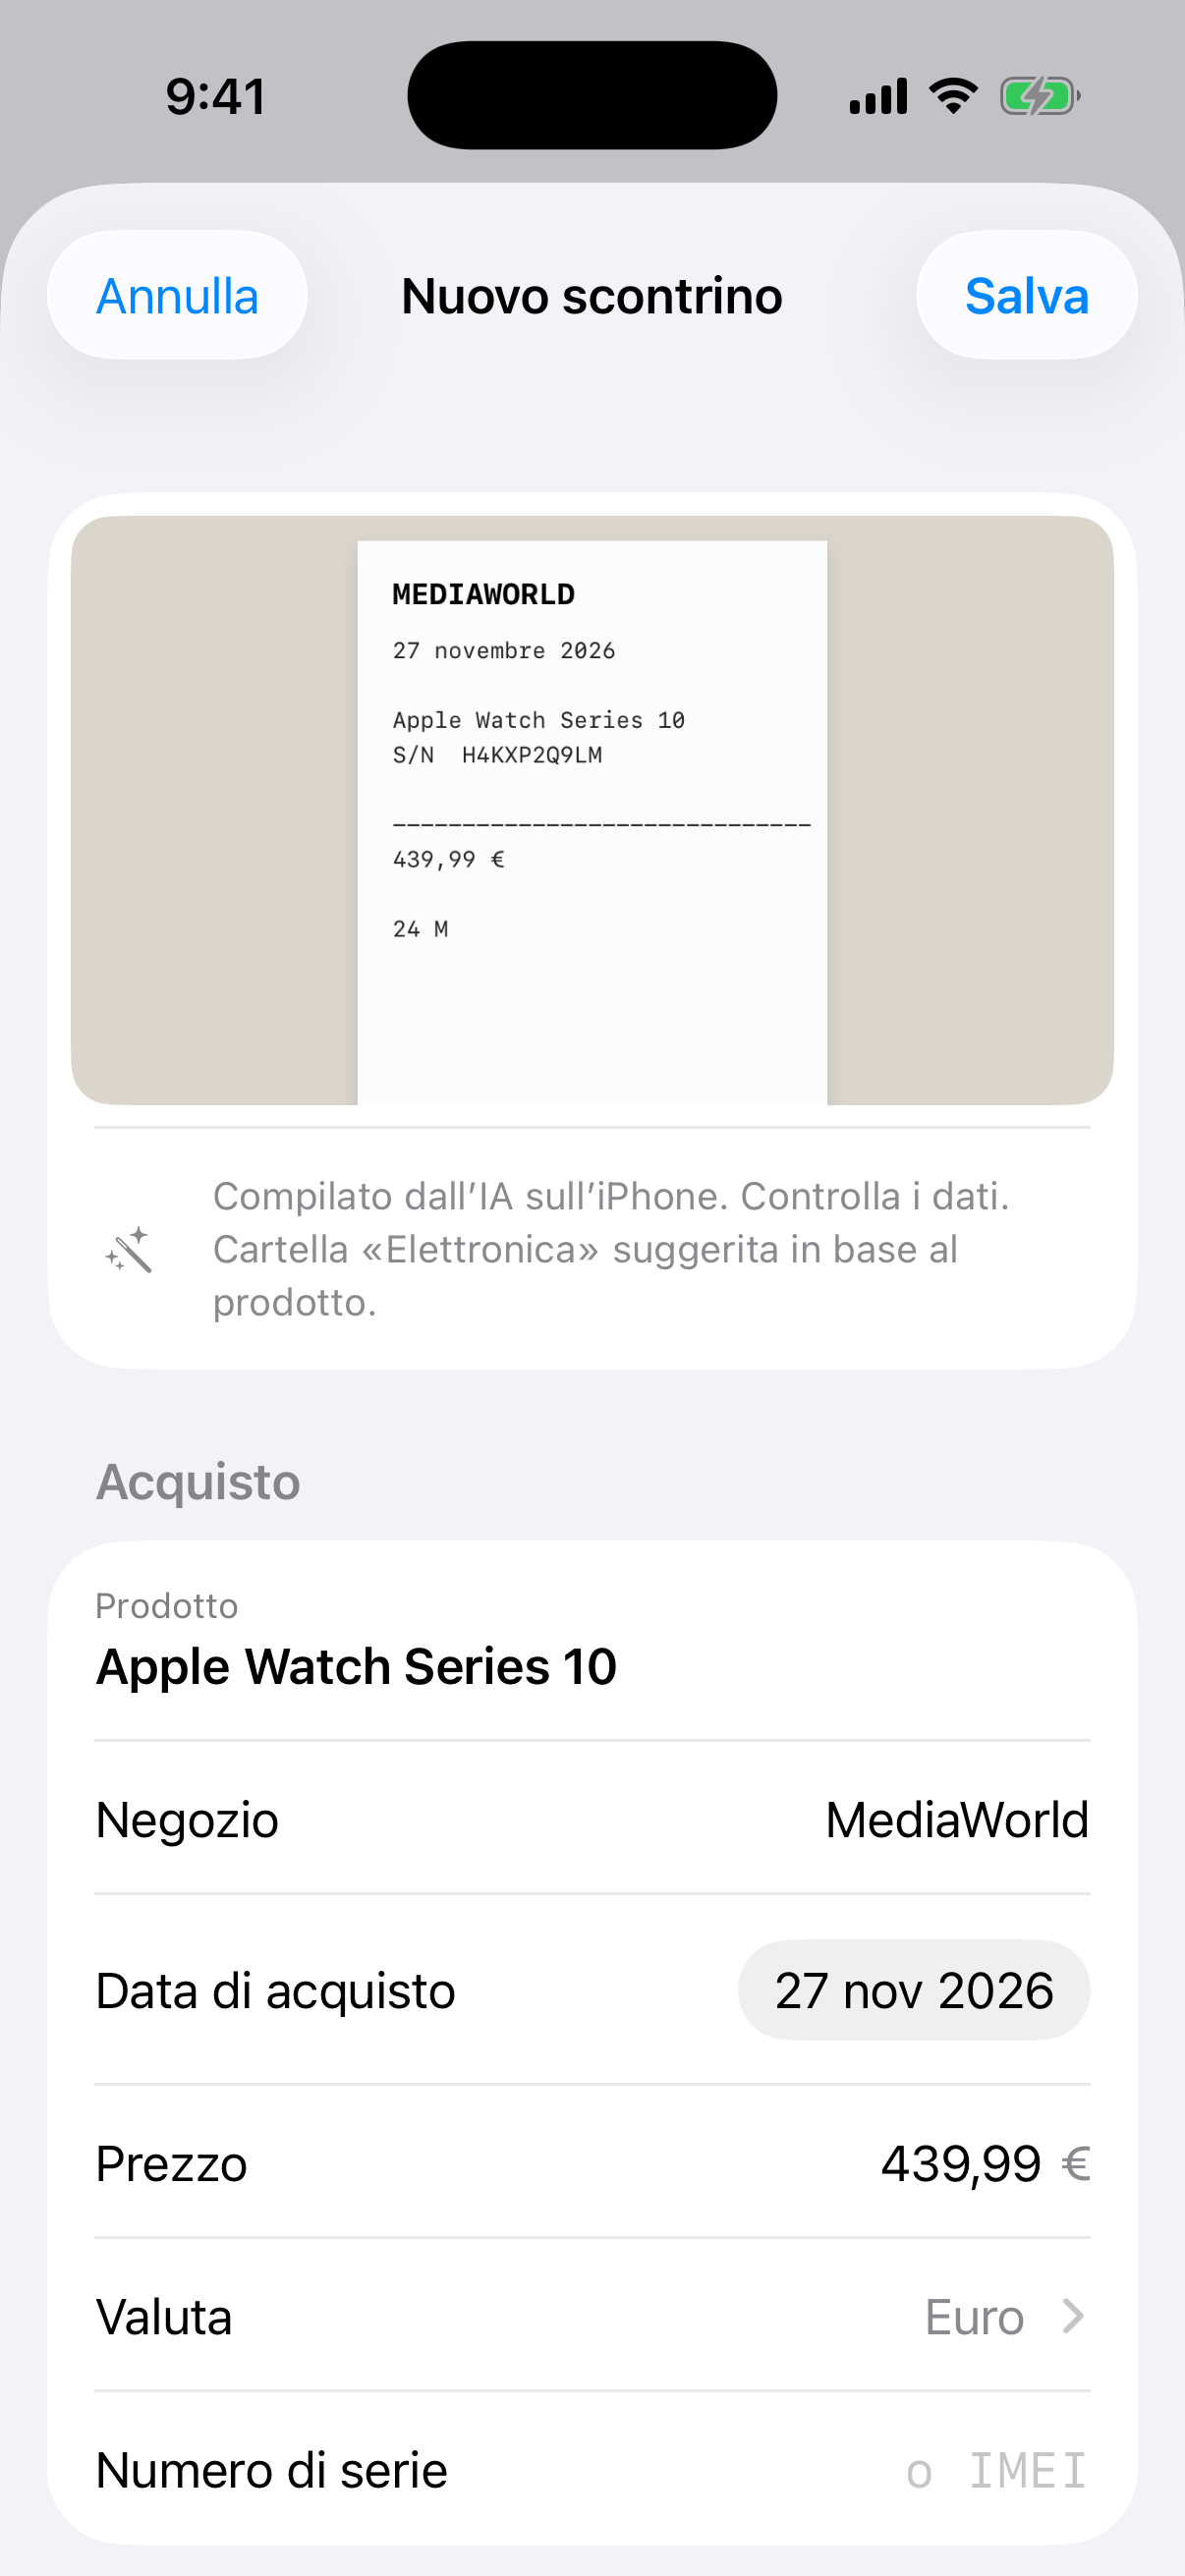 9:41
Annulla
Nuovo scontrino
Salva
MEDIAWORLD
27 novembre 2026
Apple Watch Series 10
S/N  H4KXP2Q9LM
------------------------------
439,99 €
24 M
Compilato dall’IA sull’iPhone. Controlla i dati.
Cartella «Elettronica» suggerita in base al
prodotto.
Acquisto
Prodotto
Apple Watch Series 10
Negozio
MediaWorld
Data di acquisto
27 nov 2026
Prezzo
439,99 €
Valuta
Euro
Numero di serie
o IMEI